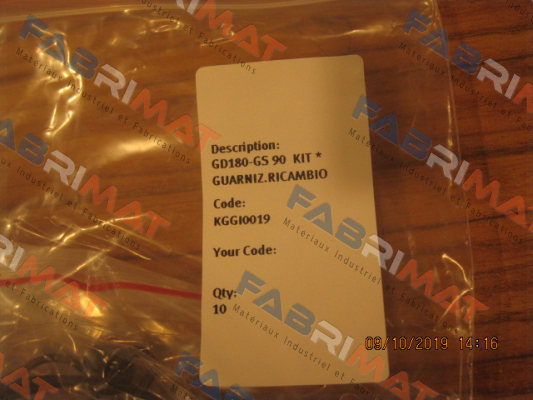 Description:
GD180-GS 90 KIT *
GUARNIZ.RICAMBIO
Code:
KGGI0019
Your Code:
Qty:
10
09/10/2019 14:16
FABRIMAT
Materiaux Industriel et Fabrications